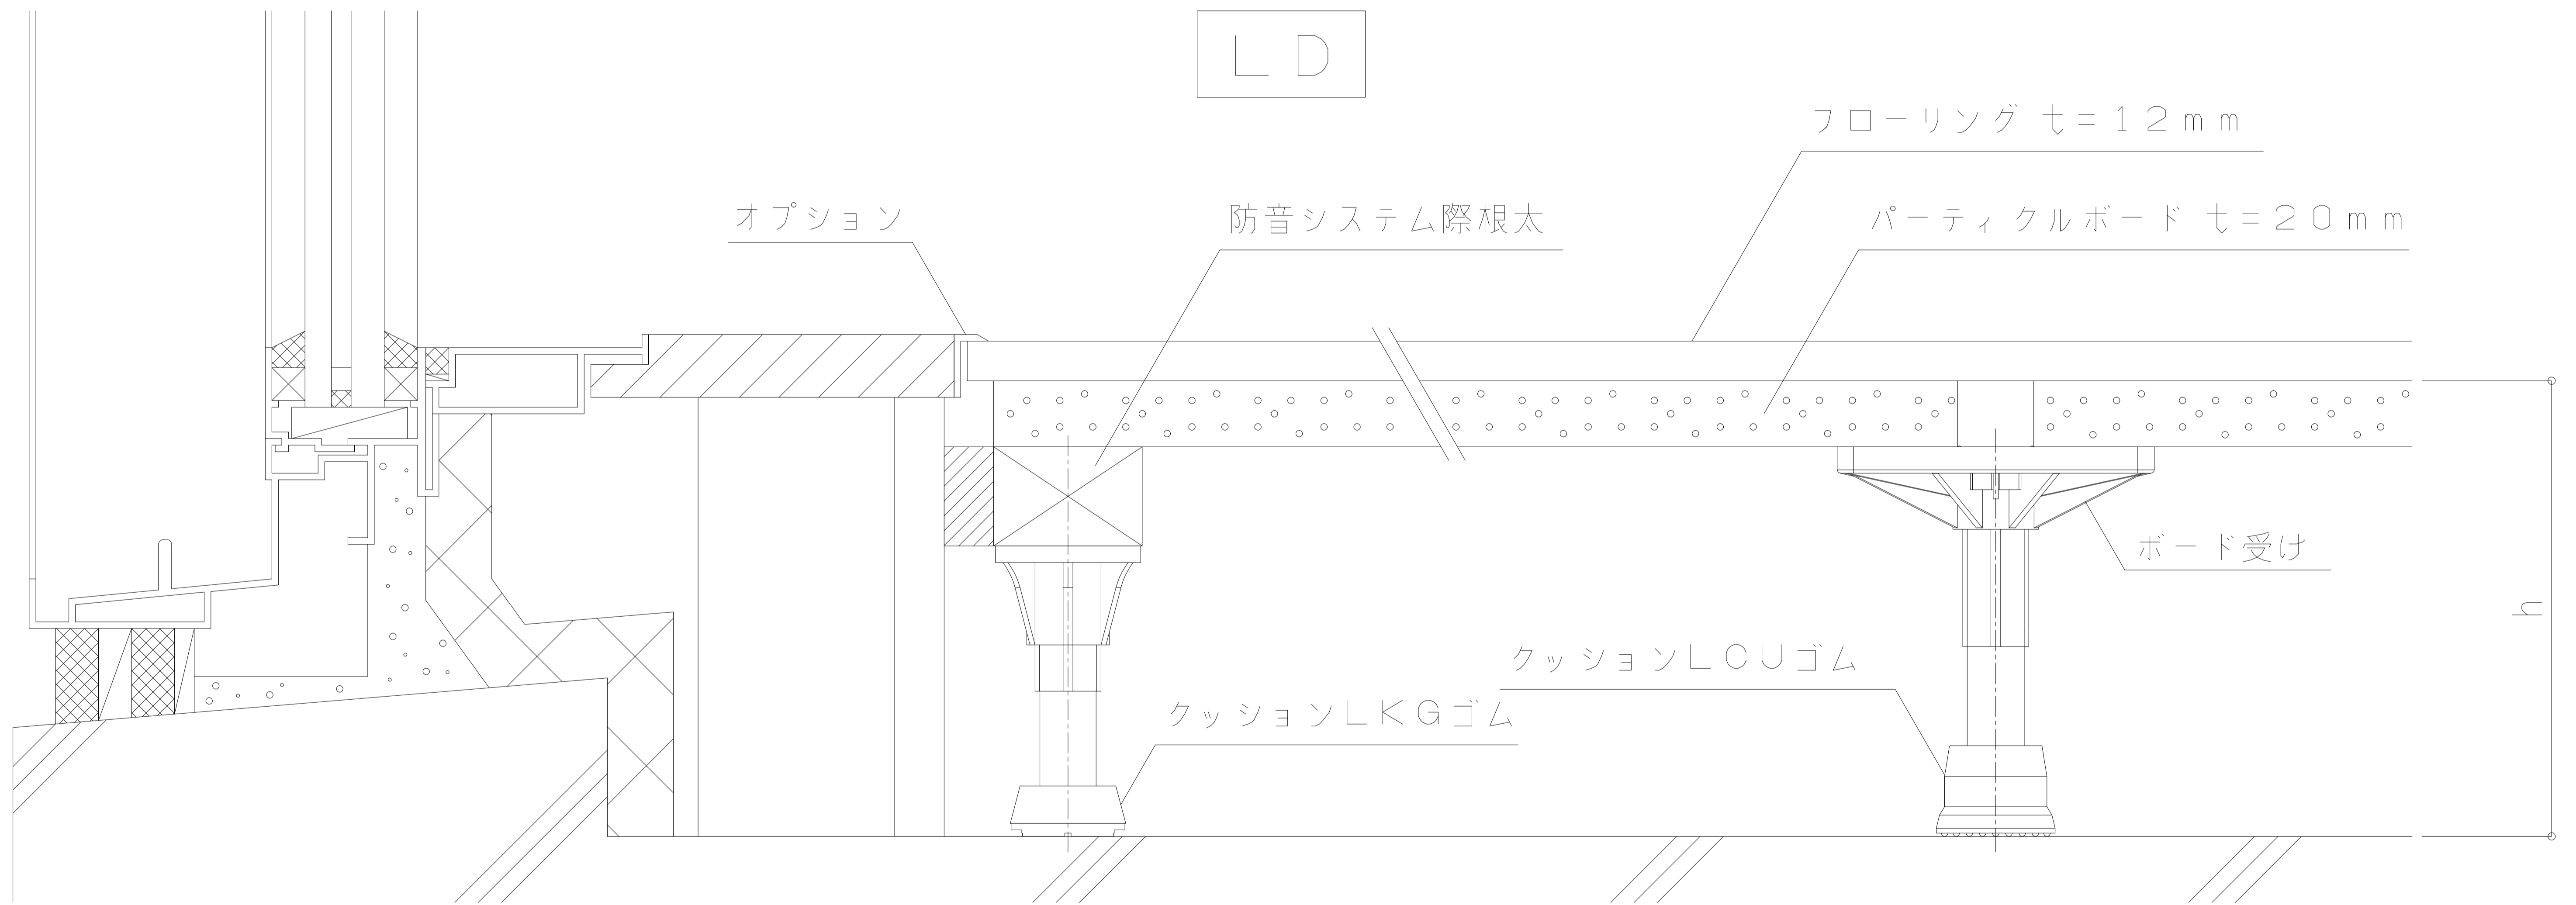 LD
フローリング t=12mm
オプション
防音システム際根太
パーティクルボード t=20mm
ボード受け
h
クッションLCUゴム
クッションLKGゴム